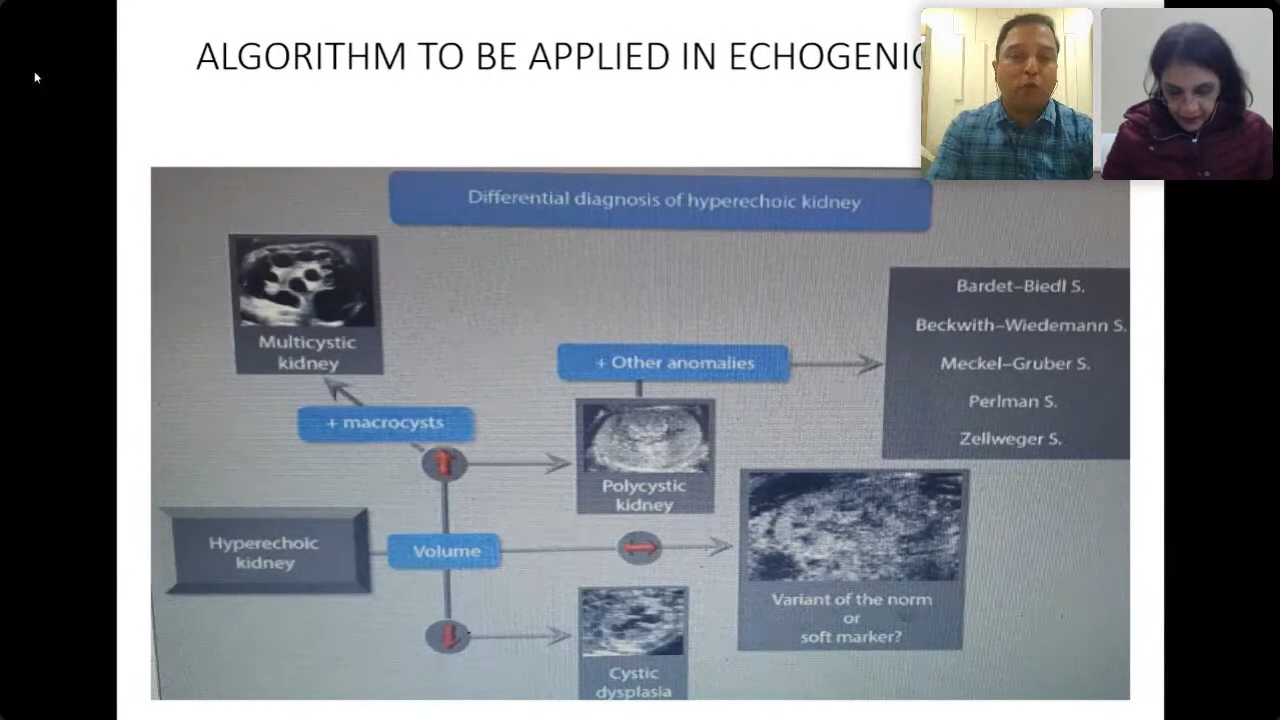 ALGORITHM TO BE APPLIED IN ECHOGENIC
Differential diagnosis of hyperechoic kidney
Multicystic
kidney
+ macrocysts
+ Other anomalies
Bardet–Biedl S.
Beckwith–Wiedemann S.
Meckel–Gruber S.
Perlman S.
Zellweger S.
Polycystic
kidney
Hyperechoic
kidney
Volume
Variant of the norm
or
soft marker?
Cystic
dysplasia